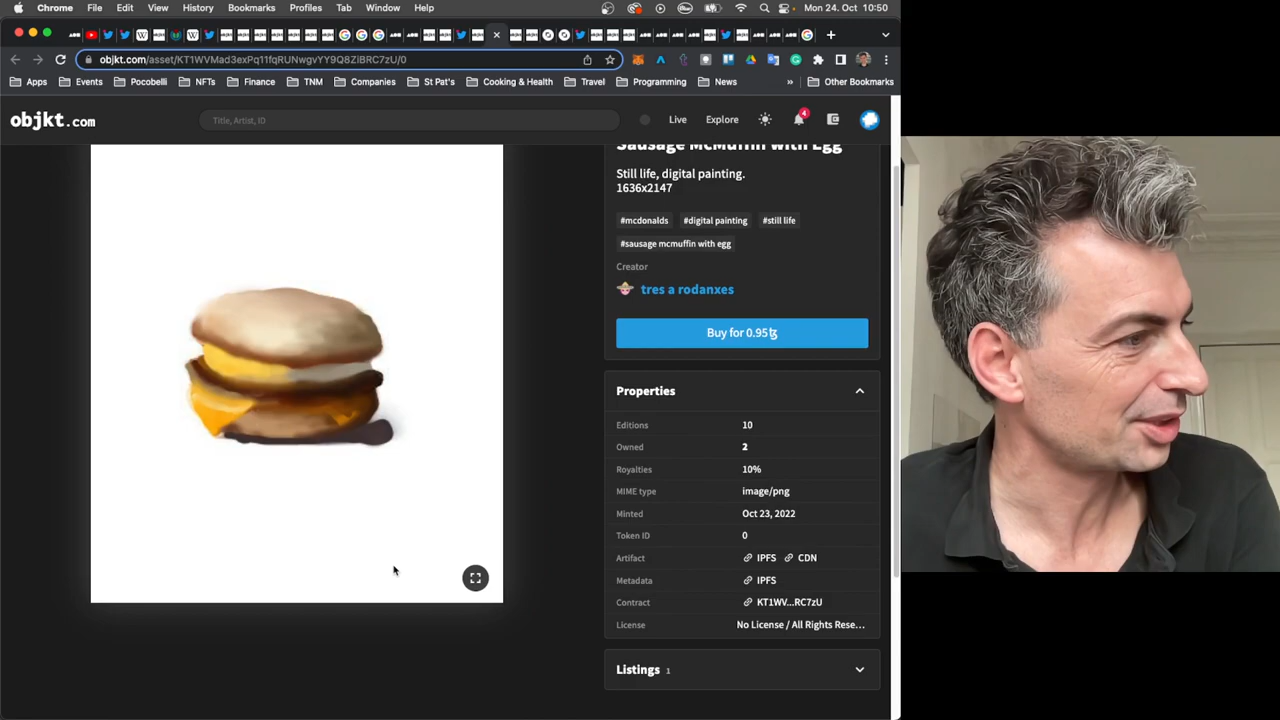 Chrome File Edit View History Bookmarks Profiles Tab Window Help Mon 24. Oct 10:50
objkt.com/asset/KT1WVMad3exPq11fqRUNwgvYY9Q8ZiBRC7zU/0
Apps Events Pocobelli NFTs Finance TNM Companies St Pat's Cooking & Health Travel Programming News » Other Bookmarks
objkt.com Title, Artist, ID Live Explore 4
Sausage McMuffin with Egg
Still life, digital painting.
1636x2147
#mcdonalds #digital painting #still life
#sausage mcmuffin with egg
Creator
tres a rodanxes
Buy for 0.95ꜩ
Properties
Editions 10
Owned 2
Royalties 10%
MIME type image/png
Minted Oct 23, 2022
Token ID 0
Artifact IPFS CDN
Metadata IPFS
Contract KT1WV...RC7zU
License No License / All Rights Rese...
Listings 1